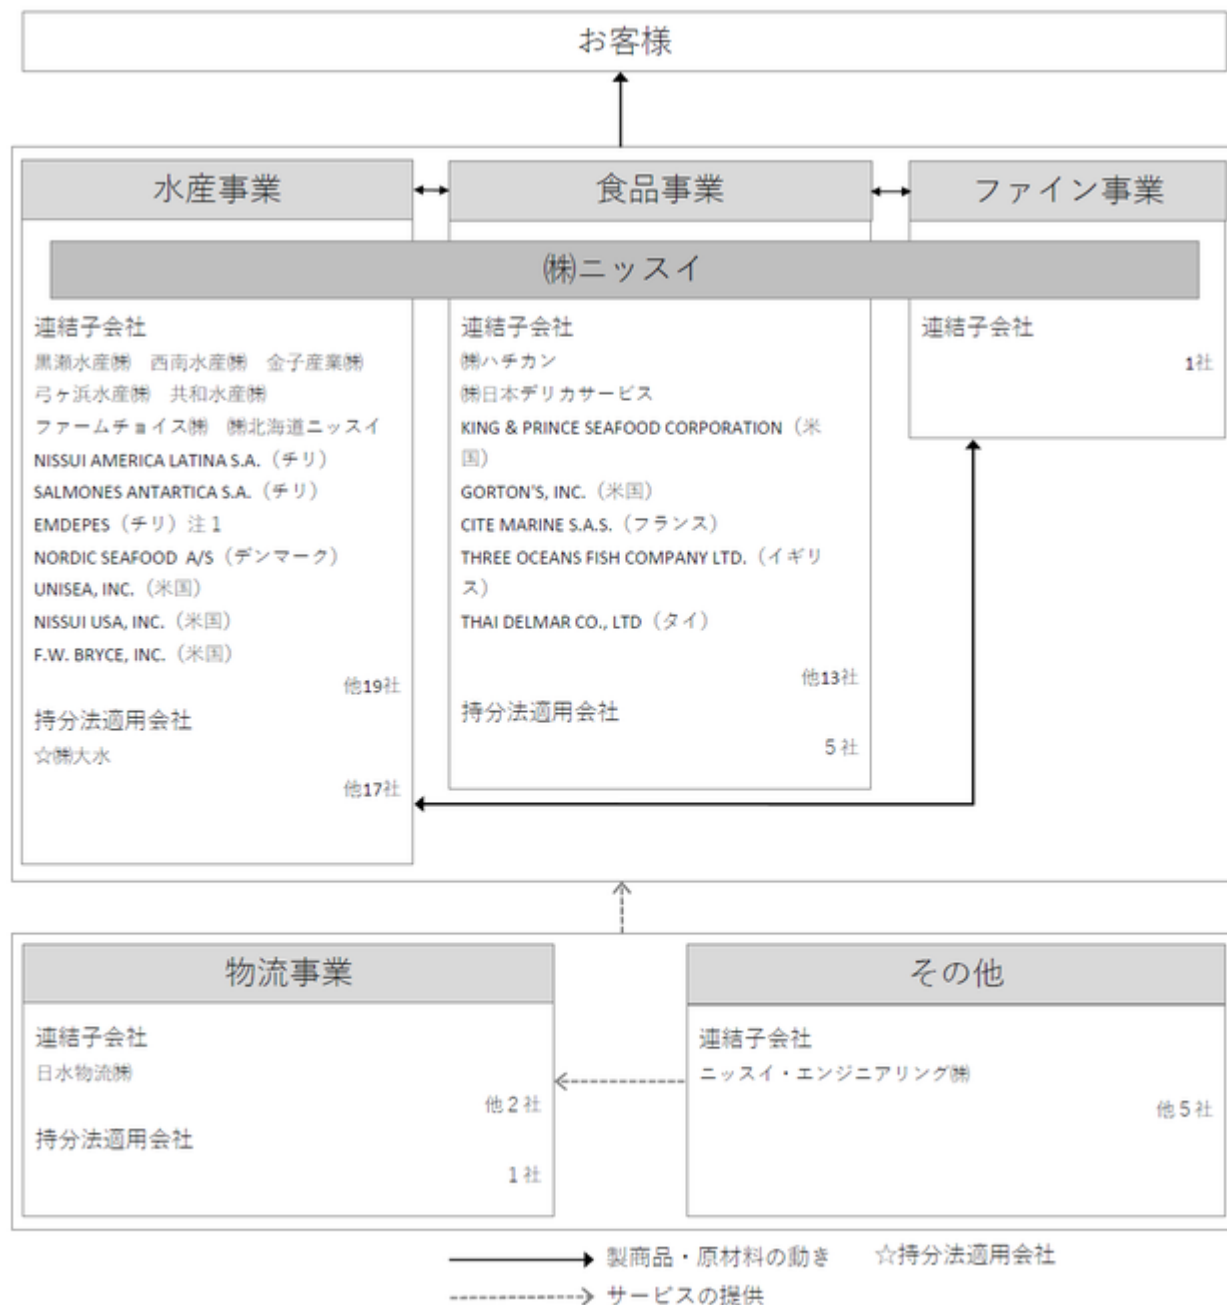 お客様
水産事業
食品事業
ファイン事業
㈱ニッスイ
連結子会社
黒瀬水産㈱　西南水産㈱　金子産業㈱
弓ヶ浜水産㈱　共和水産㈱
ファームチョイス㈱　㈱北海道ニッスイ
NISSUI AMERICA LATINA S.A.（チリ）
SALMONES ANTARTICA S.A.（チリ）
EMDEPES（チリ）注１
NORDIC SEAFOOD A/S（デンマーク）
UNISEA, INC.（米国）
NISSUI USA, INC.（米国）
F.W. BRYCE, INC.（米国）
他19社
持分法適用会社
☆㈱大水
他17社
連結子会社
㈱ハチカン
㈱日本デリカサービス
KING & PRINCE SEAFOOD CORPORATION（米
国）
GORTON'S, INC.（米国）
CITE MARINE S.A.S.（フランス）
THREE OCEANS FISH COMPANY LTD.（イギリ
ス）
THAI DELMAR CO., LTD（タイ）
他13社
持分法適用会社
５社
連結子会社
1社
物流事業
連結子会社
日水物流㈱
他２社
持分法適用会社
１社
その他
連結子会社
ニッスイ・エンジニアリング㈱
他５社
製商品・原材料の動き　☆持分法適用会社
サービスの提供